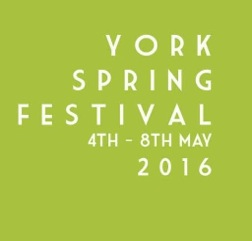 YORK
SPRING
FESTIVAL
4TH - 8TH MAY
2016